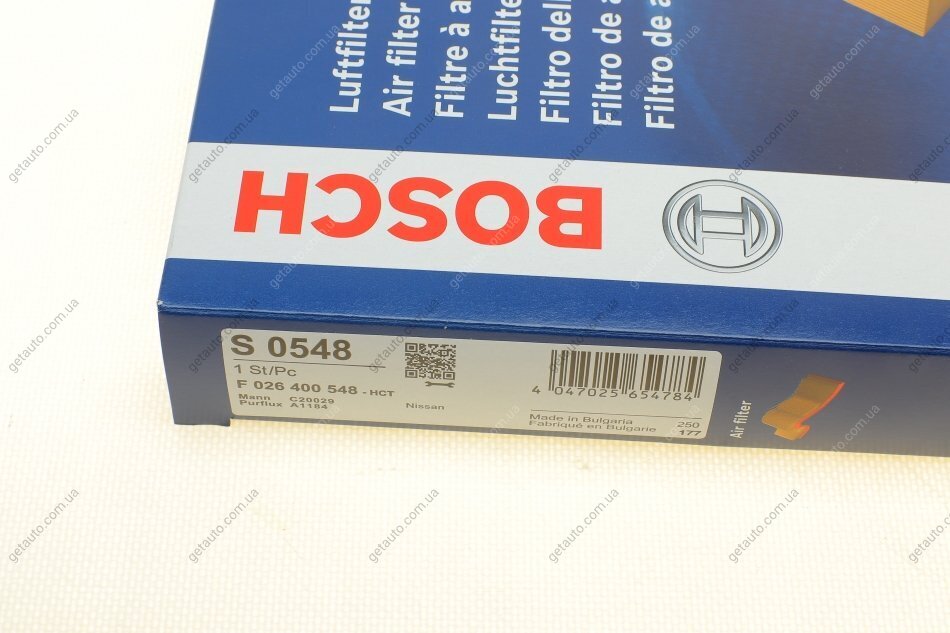 Luftfilter
Air filter
Filtre à a
Luchtfilte
Filtro dell
Filtro de a
Filtro de a
BOSCH
S 0548
1 St/Pc
F 026 400 548 - HCT
Mann C20029
Purflux A1184
Nissan
4 047025 654784
Made in Bulgaria 250
Fabriqué en Bulgarie 177
Air filter
getauto.com.ua